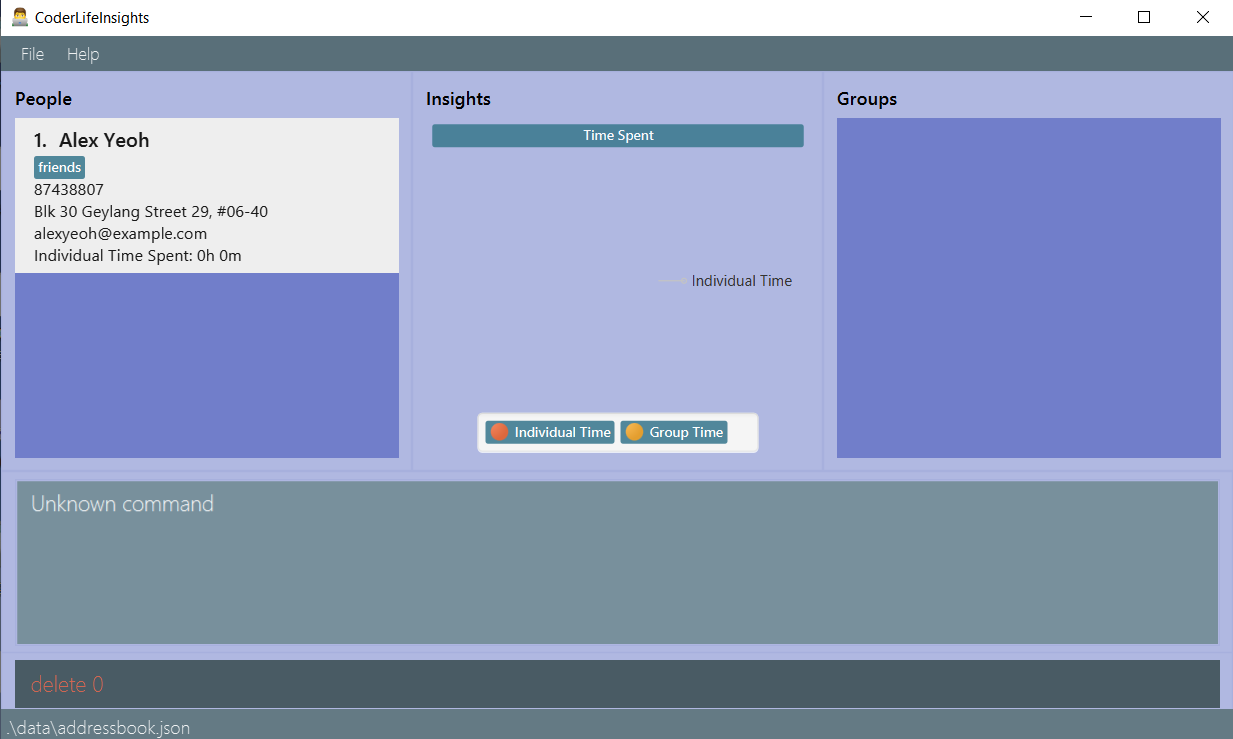 CoderLifeInsights
File Help
People
1. Alex Yeoh
friends
87438807
Blk 30 Geylang Street 29, #06-40
alexyeoh@example.com
Individual Time Spent: 0h 0m
Insights
Time Spent
Individual Time
Individual Time Group Time
Groups
Unknown command
delete 0
.\data\addressbook.json